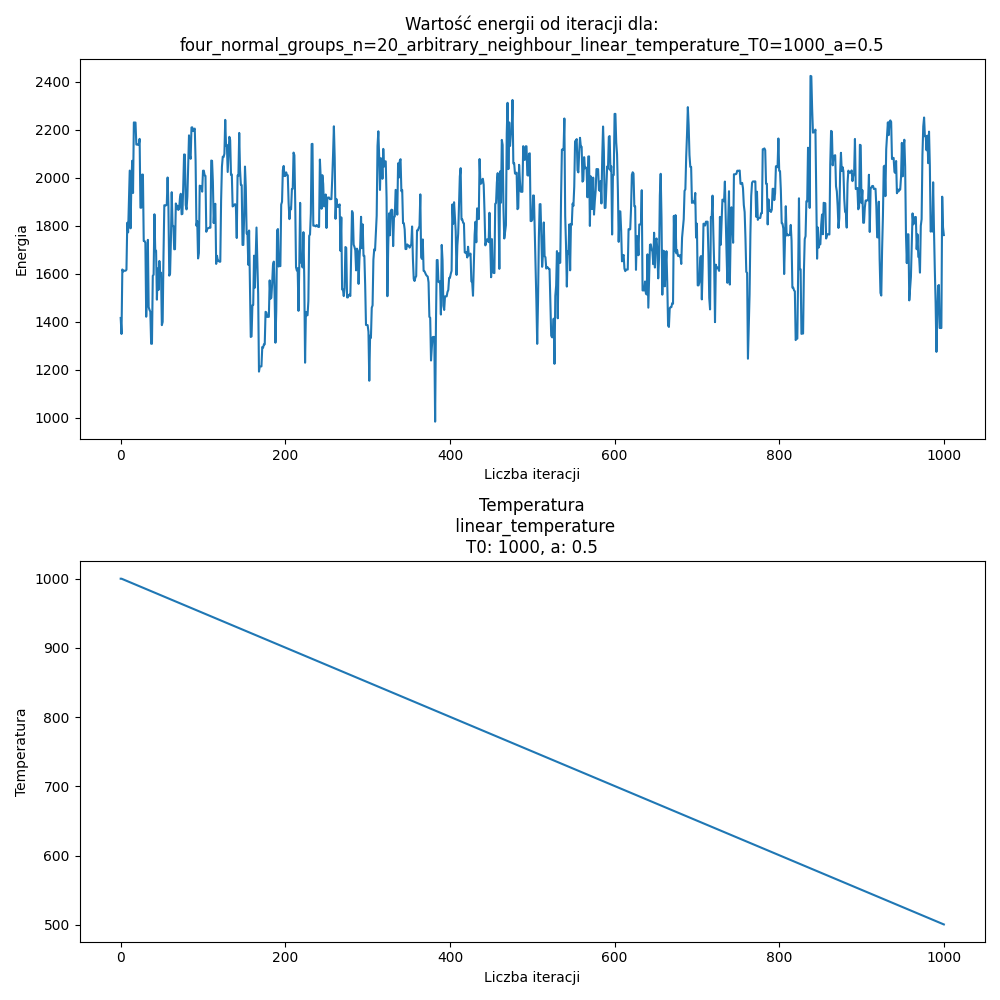 Wartość energii od iteracji dla:
four_normal_groups_n=20_arbitrary_neighbour_linear_temperature_T0=1000_a=0.5
2400
2200
2000
1800
1600
1400
1200
1000
Energia
0 200 400 600 800 1000
Liczba iteracji
Temperatura
linear_temperature
T0: 1000, a: 0.5
1000
900
800
700
600
500
Temperatura
0 200 400 600 800 1000
Liczba iteracji